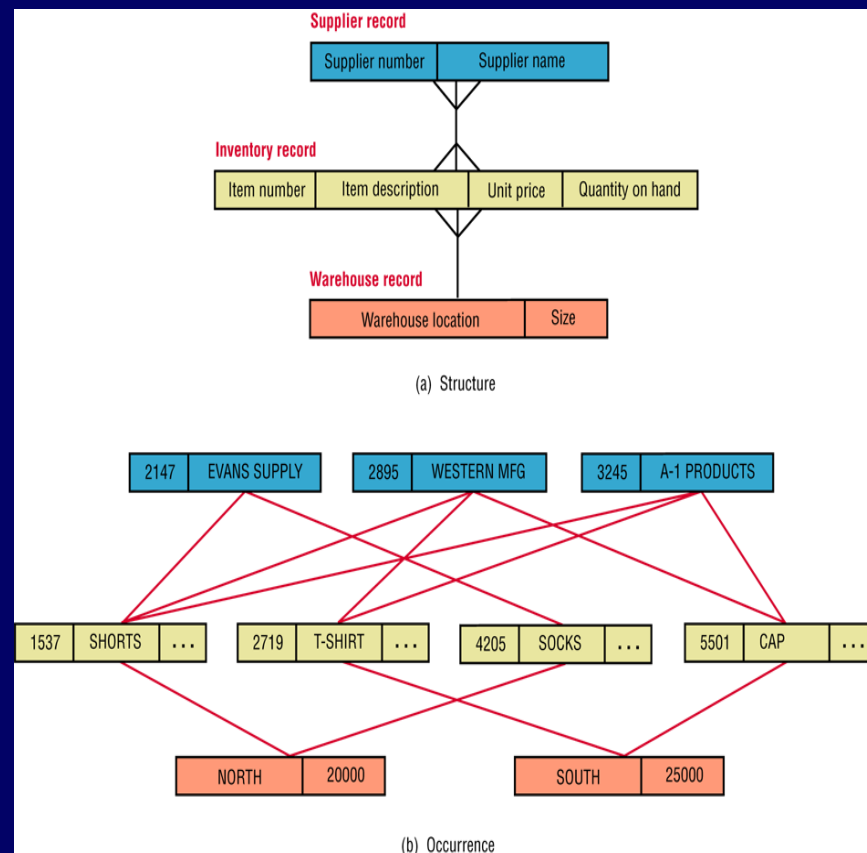 Supplier record
Supplier number Supplier name
Inventory record
Item number Item description Unit price Quantity on hand
Warehouse record
Warehouse location Size
(a) Structure
2147 EVANS SUPPLY 2895 WESTERN MFG 3245 A-1 PRODUCTS
1537 SHORTS ... 2719 T-SHIRT ... 4205 SOCKS ... 5501 CAP ...
NORTH 20000 SOUTH 25000
(b) Occurrence